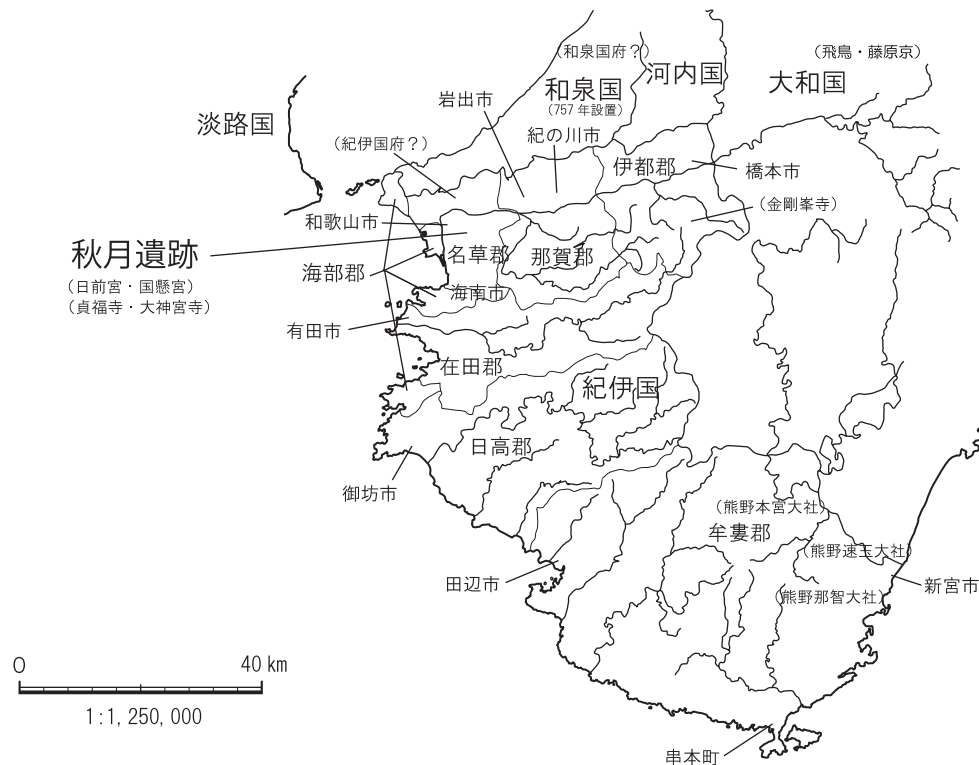 (和泉国府？)
(飛鳥・藤原京)
河内国
大和国
和泉国
(757年設置)
岩出市
淡路国
紀の川市
(紀伊国府？)
伊都郡
橋本市
(金剛峯寺)
和歌山市
秋月遺跡
(日前宮・国懸宮)
(貞福寺・大神宮寺)
名草郡
那賀郡
海部郡
海南市
有田市
在田郡
紀伊国
日高郡
御坊市
(熊野本宮大社)
牟婁郡
(熊野速玉大社)
田辺市
新宮市
(熊野那智大社)
0 40 km
1:1,250,000
串本町